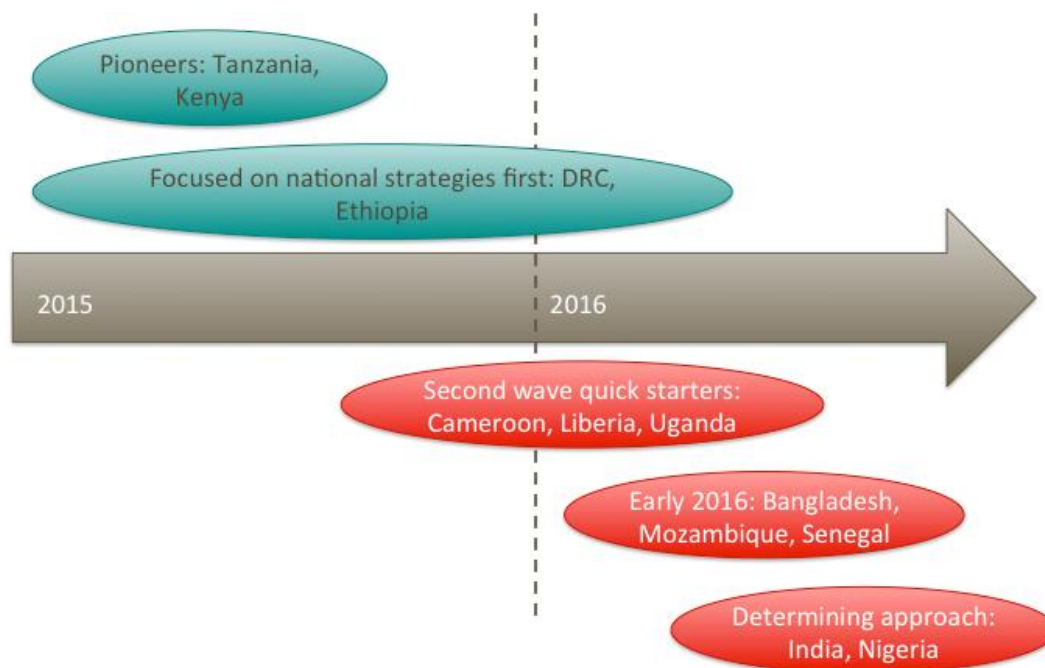 Pioneers: Tanzania,
Kenya
Focused on national strategies first: DRC,
Ethiopia
2015
2016
Second wave quick starters:
Cameroon, Liberia, Uganda
Early 2016: Bangladesh,
Mozambique, Senegal
Determining approach:
India, Nigeria